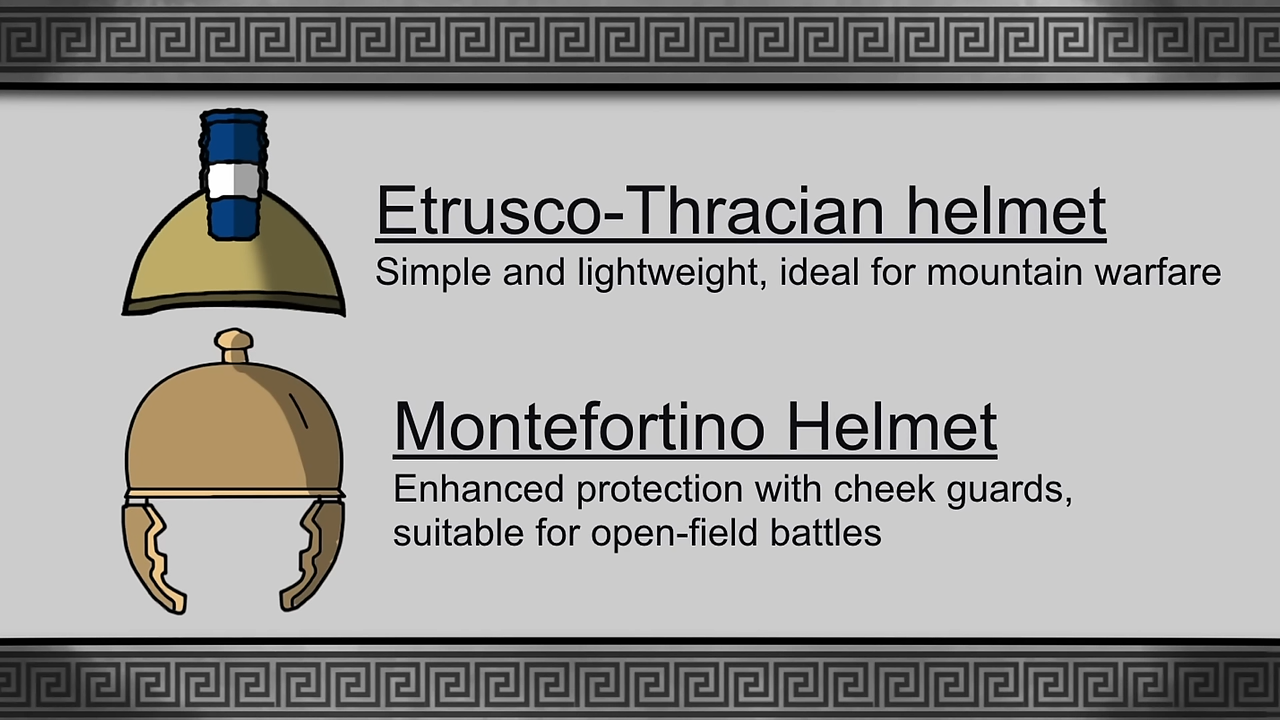 Etrusco-Thracian helmet
Simple and lightweight, ideal for mountain warfare
Montefortino Helmet
Enhanced protection with cheek guards,
suitable for open-field battles